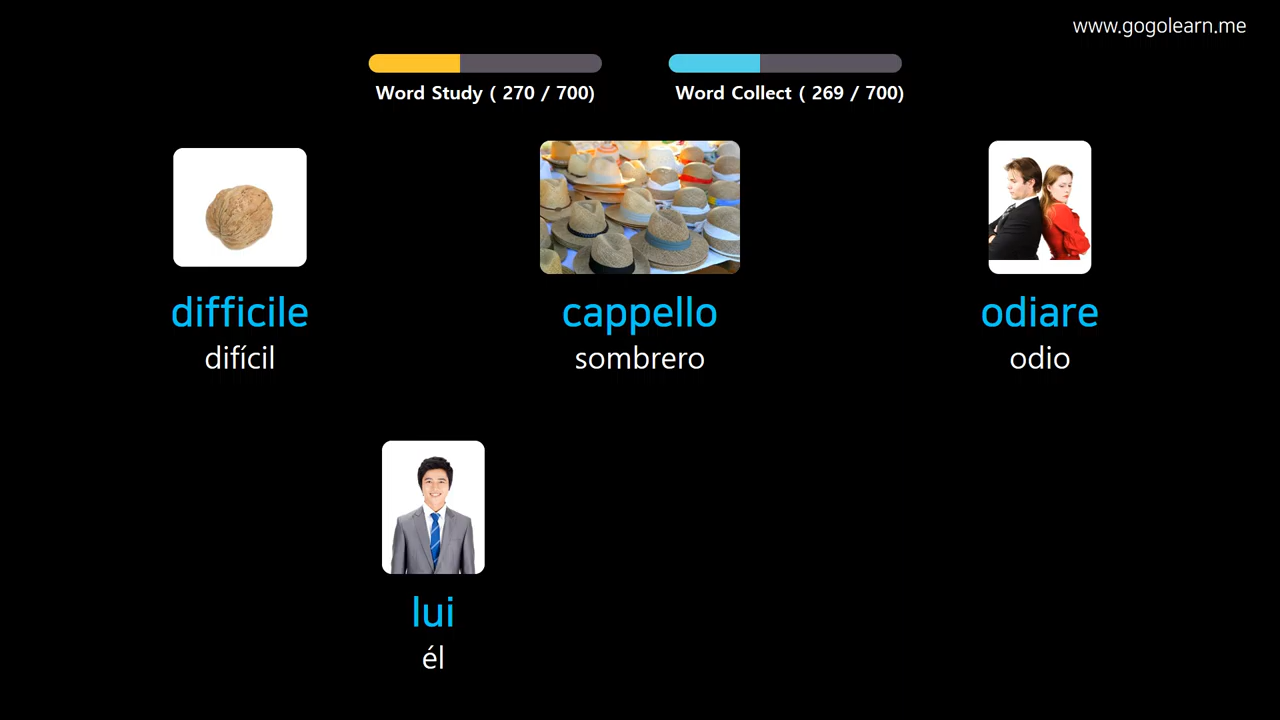 www.gogolearn.me
Word Study ( 270 / 700)
Word Collect ( 269 / 700)
difficile
difícil
cappello
sombrero
odiare
odio
lui
él